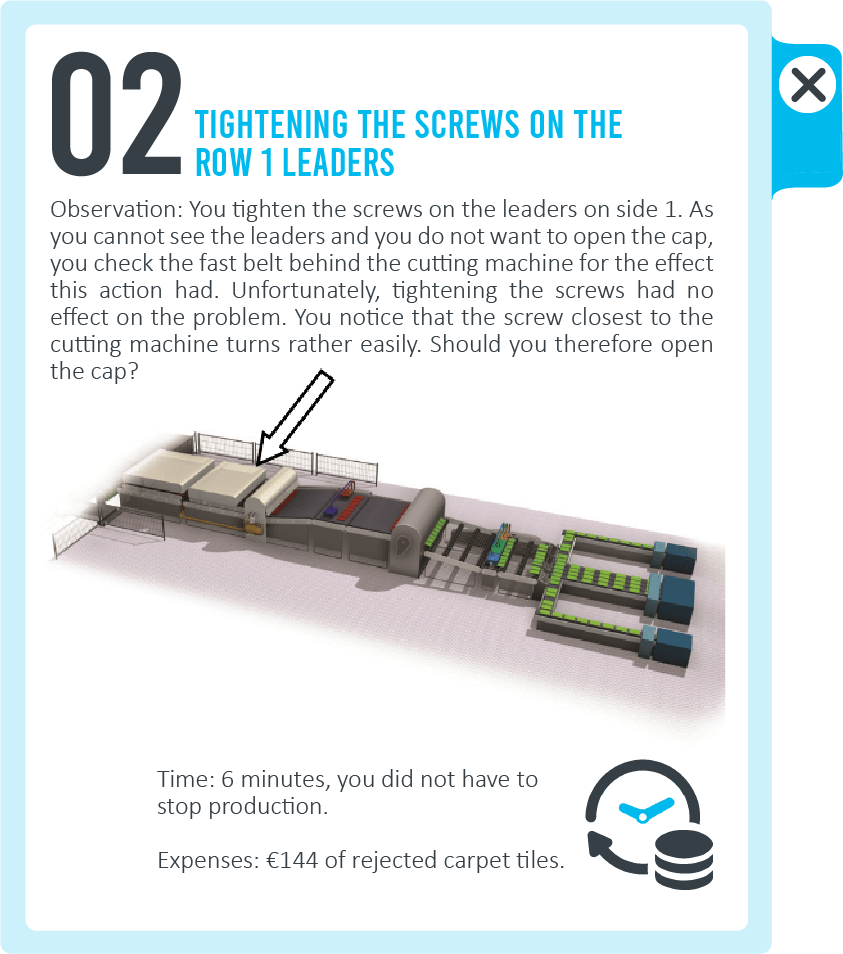 02
TIGHTENING THE SCREWS ON THE
ROW 1 LEADERS
Observation: You tighten the screws on the leaders on side 1. As
you cannot see the leaders and you do not want to open the cap,
you check the fast belt behind the cutting machine for the effect
this action had. Unfortunately, tightening the screws had no
effect on the problem. You notice that the screw closest to the
cutting machine turns rather easily. Should you therefore open
the cap?
Time: 6 minutes, you did not have to
stop production.
Expenses: €144 of rejected carpet tiles.